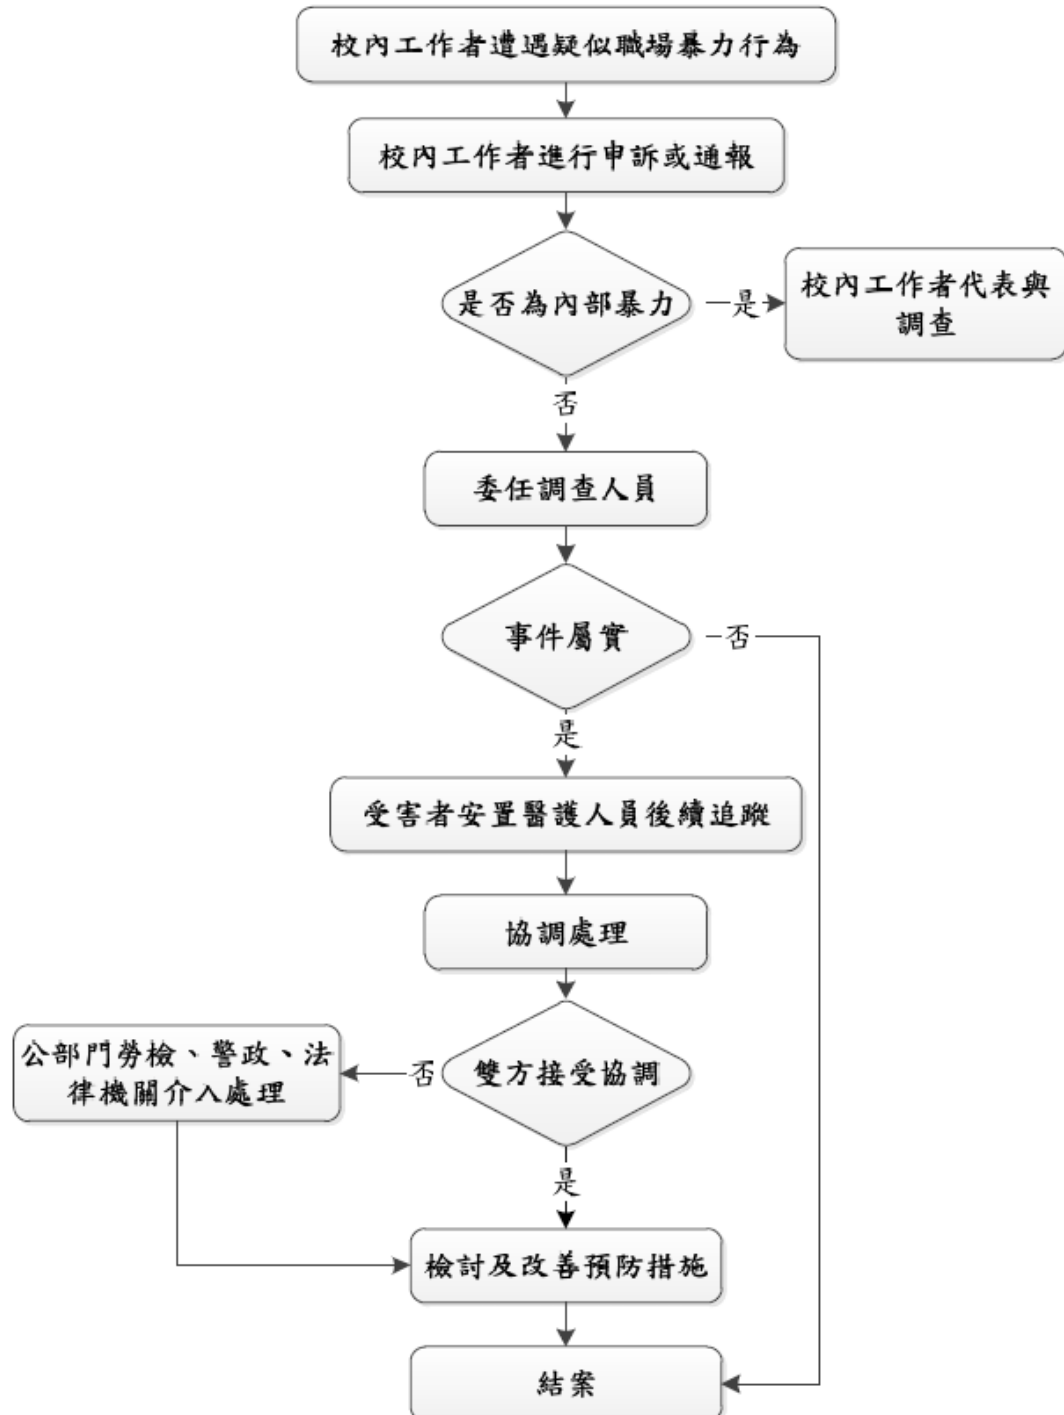 校內工作者遭遇疑似職場暴力行為
校內工作者進行申訴或通報
是否為內部暴力
是
校內工作者代表與
調查
否
委任調查人員
事件屬實
否
是
受害者安置醫護人員後續追蹤
協調處理
雙方接受協調
否
公部門勞檢、警政、法
律機關介入處理
是
檢討及改善預防措施
結案